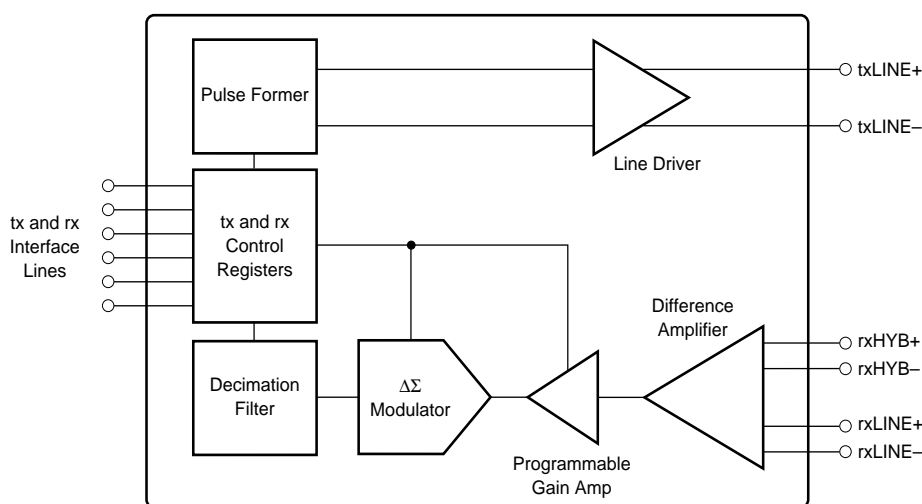 Pulse Former
txLINE+
txLINE–
Line Driver
tx and rx
Interface
Lines
tx and rx
Control
Registers
Difference
Amplifier
rxHYB+
rxHYB–
rxLINE+
rxLINE–
Decimation
Filter
ΔΣ
Modulator
Programmable
Gain Amp